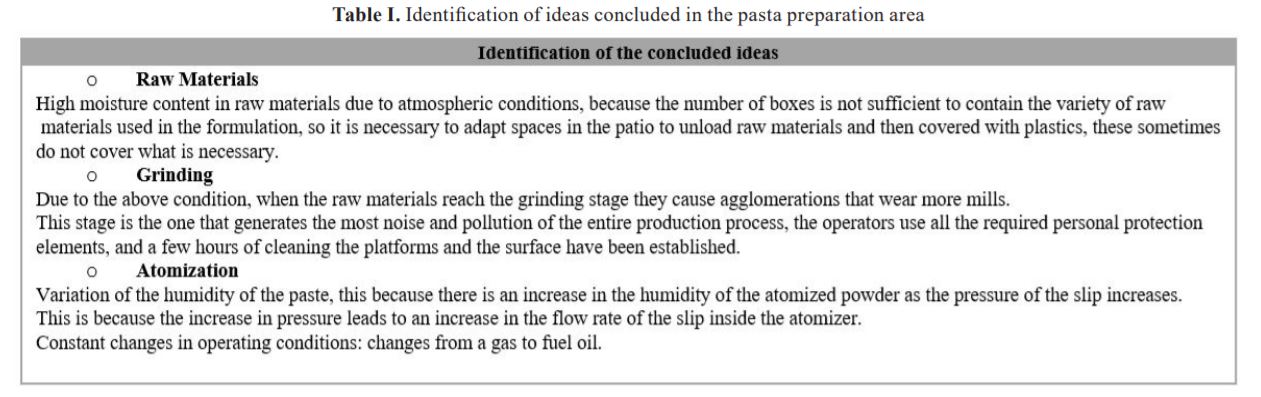 Table I. Identification of ideas concluded in the pasta preparation area
Identification of the concluded ideas
o Raw Materials
High moisture content in raw materials due to atmospheric conditions, because the number of boxes is not sufficient to contain the variety of raw
materials used in the formulation, so it is necessary to adapt spaces in the patio to unload raw materials and then covered with plastics, these sometimes
do not cover what is necessary.
o Grinding
Due to the above condition, when the raw materials reach the grinding stage they cause agglomerations that wear more mills.
This stage is the one that generates the most noise and pollution of the entire production process, the operators use all the required personal protection
elements, and a few hours of cleaning the platforms and the surface have been established.
o Atomization
Variation of the humidity of the paste, this because there is an increase in the humidity of the atomized powder as the pressure of the slip increases.
This is because the increase in pressure leads to an increase in the flow rate of the slip inside the atomizer.
Constant changes in operating conditions: changes from a gas to fuel oil.